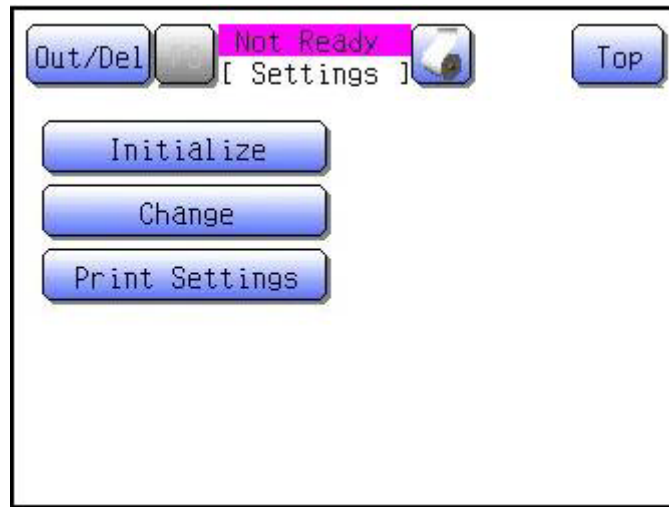 Out/Del
Not Ready
[ Settings ]
Top
Initialize
Change
Print Settings